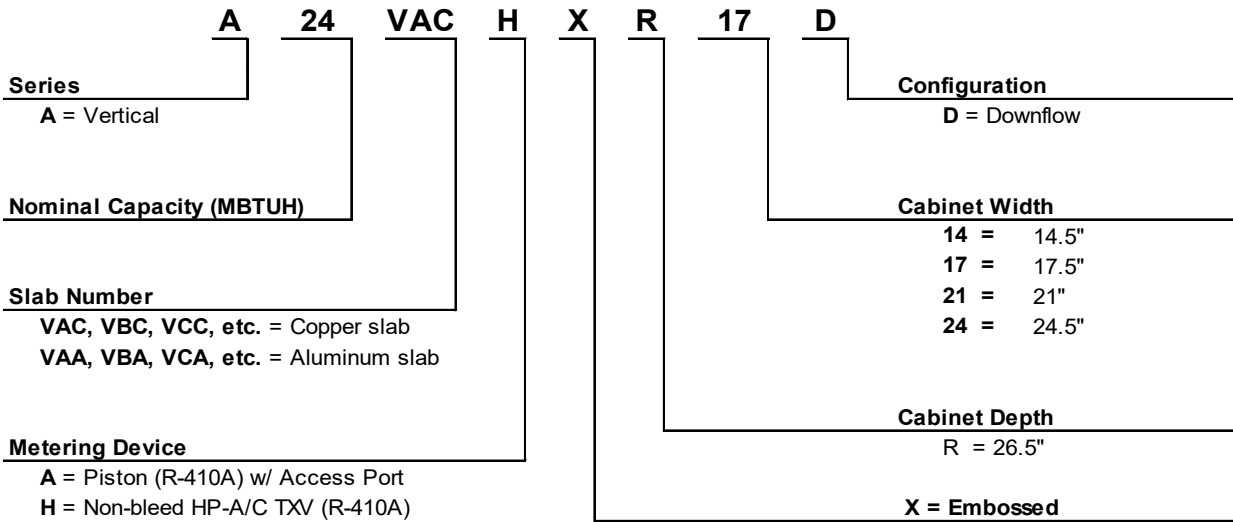 A 24 VAC H X R 17 D
Series
A = Vertical
Nominal Capacity (MBTUH)
Slab Number
VAC, VBC, VCC, etc. = Copper slab
VAA, VBA, VCA, etc. = Aluminum slab
Metering Device
A = Piston (R-410A) w/ Access Port
H = Non-bleed HP-A/C TXV (R-410A)
Configuration
D = Downflow
Cabinet Width
14 = 14.5"
17 = 17.5"
21 = 21"
24 = 24.5"
Cabinet Depth
R = 26.5"
X = Embossed